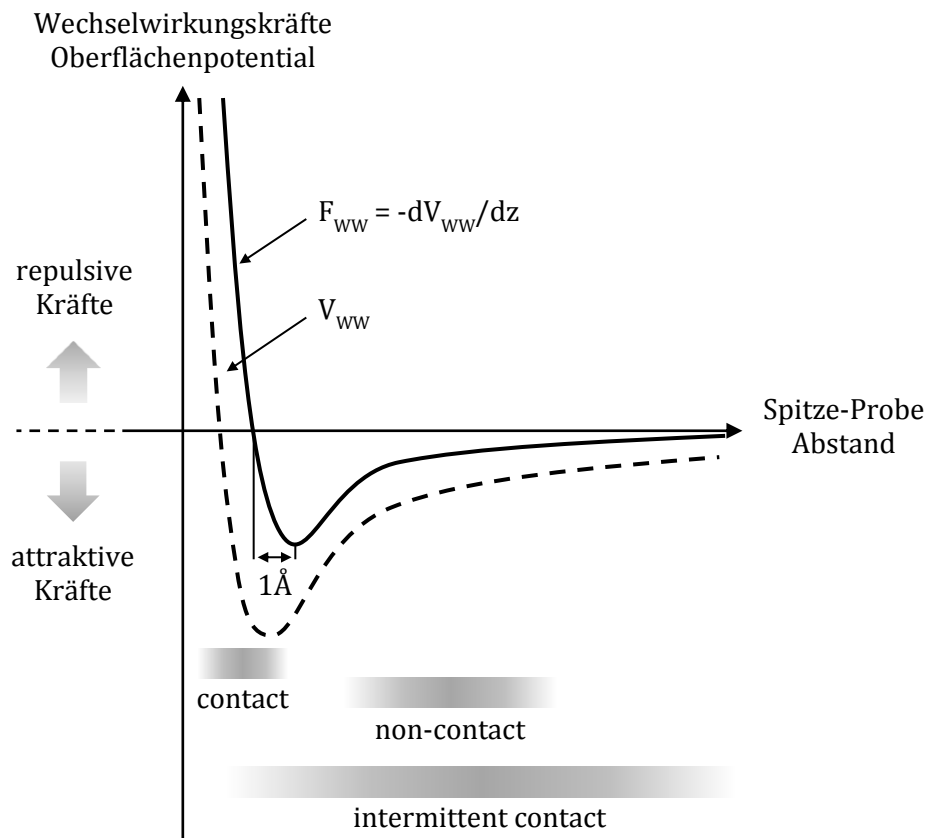 Wechselwirkungskräfte
Oberflächenpotential
F_WW = -dV_WW/dz
repulsive
Kräfte
V_WW
Spitze-Probe
Abstand
attraktive
Kräfte
1Å
contact
non-contact
intermittent contact